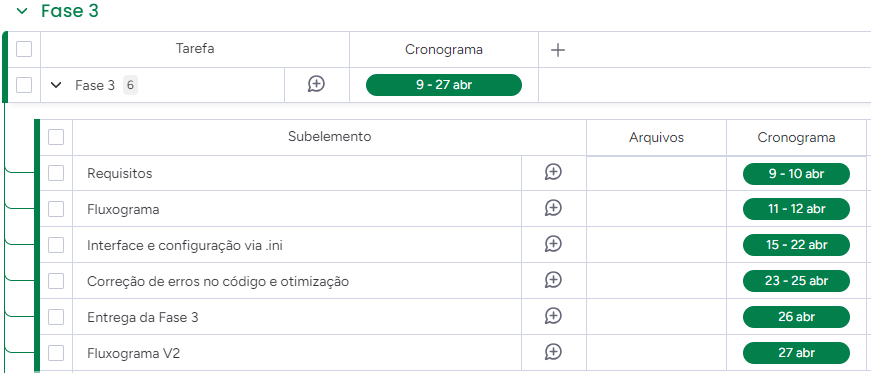 Fase 3
Tarefa Cronograma
Fase 3 6 9 - 27 abr
Subelemento Arquivos Cronograma
Requisitos 9 - 10 abr
Fluxograma 11 - 12 abr
Interface e configuração via .ini 15 - 22 abr
Correção de erros no código e otimização 23 - 25 abr
Entrega da Fase 3 26 abr
Fluxograma V2 27 abr